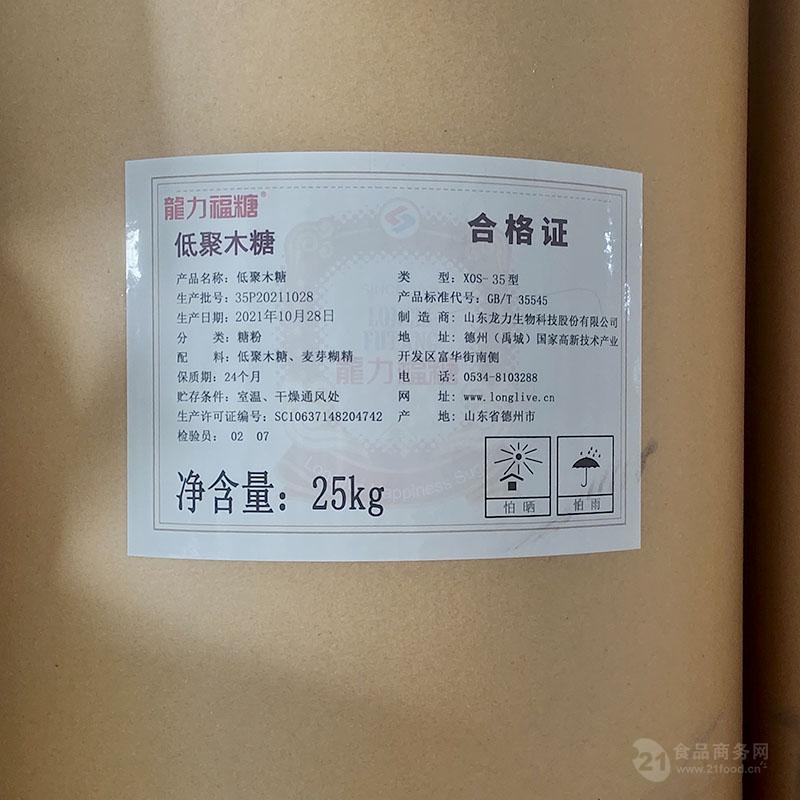 龍力福糖®
低聚木糖
合格证
产品名称：低聚木糖
生产批号：35P20211028
生产日期：2021年10月28日
分　　类：糖粉
配　　料：低聚木糖、麦芽糊精
保质期：24个月
贮存条件：室温、干燥通风处
生产许可证编号：SC10637148204742
检验员：02 07
类　　型：XOS-35型
产品标准代号：GB/T 35545
制 造 商：山东龙力生物科技股份有限公司
地　　址：德州（禹城）国家高新技术产业
开发区富华街南侧
电　　话：0534-8103288
网　　址：www.longlive.cn
产　　地：山东省德州市
龍力福糖
净含量：25kg
怕晒
怕雨
21食品商务网
www.21food.cn